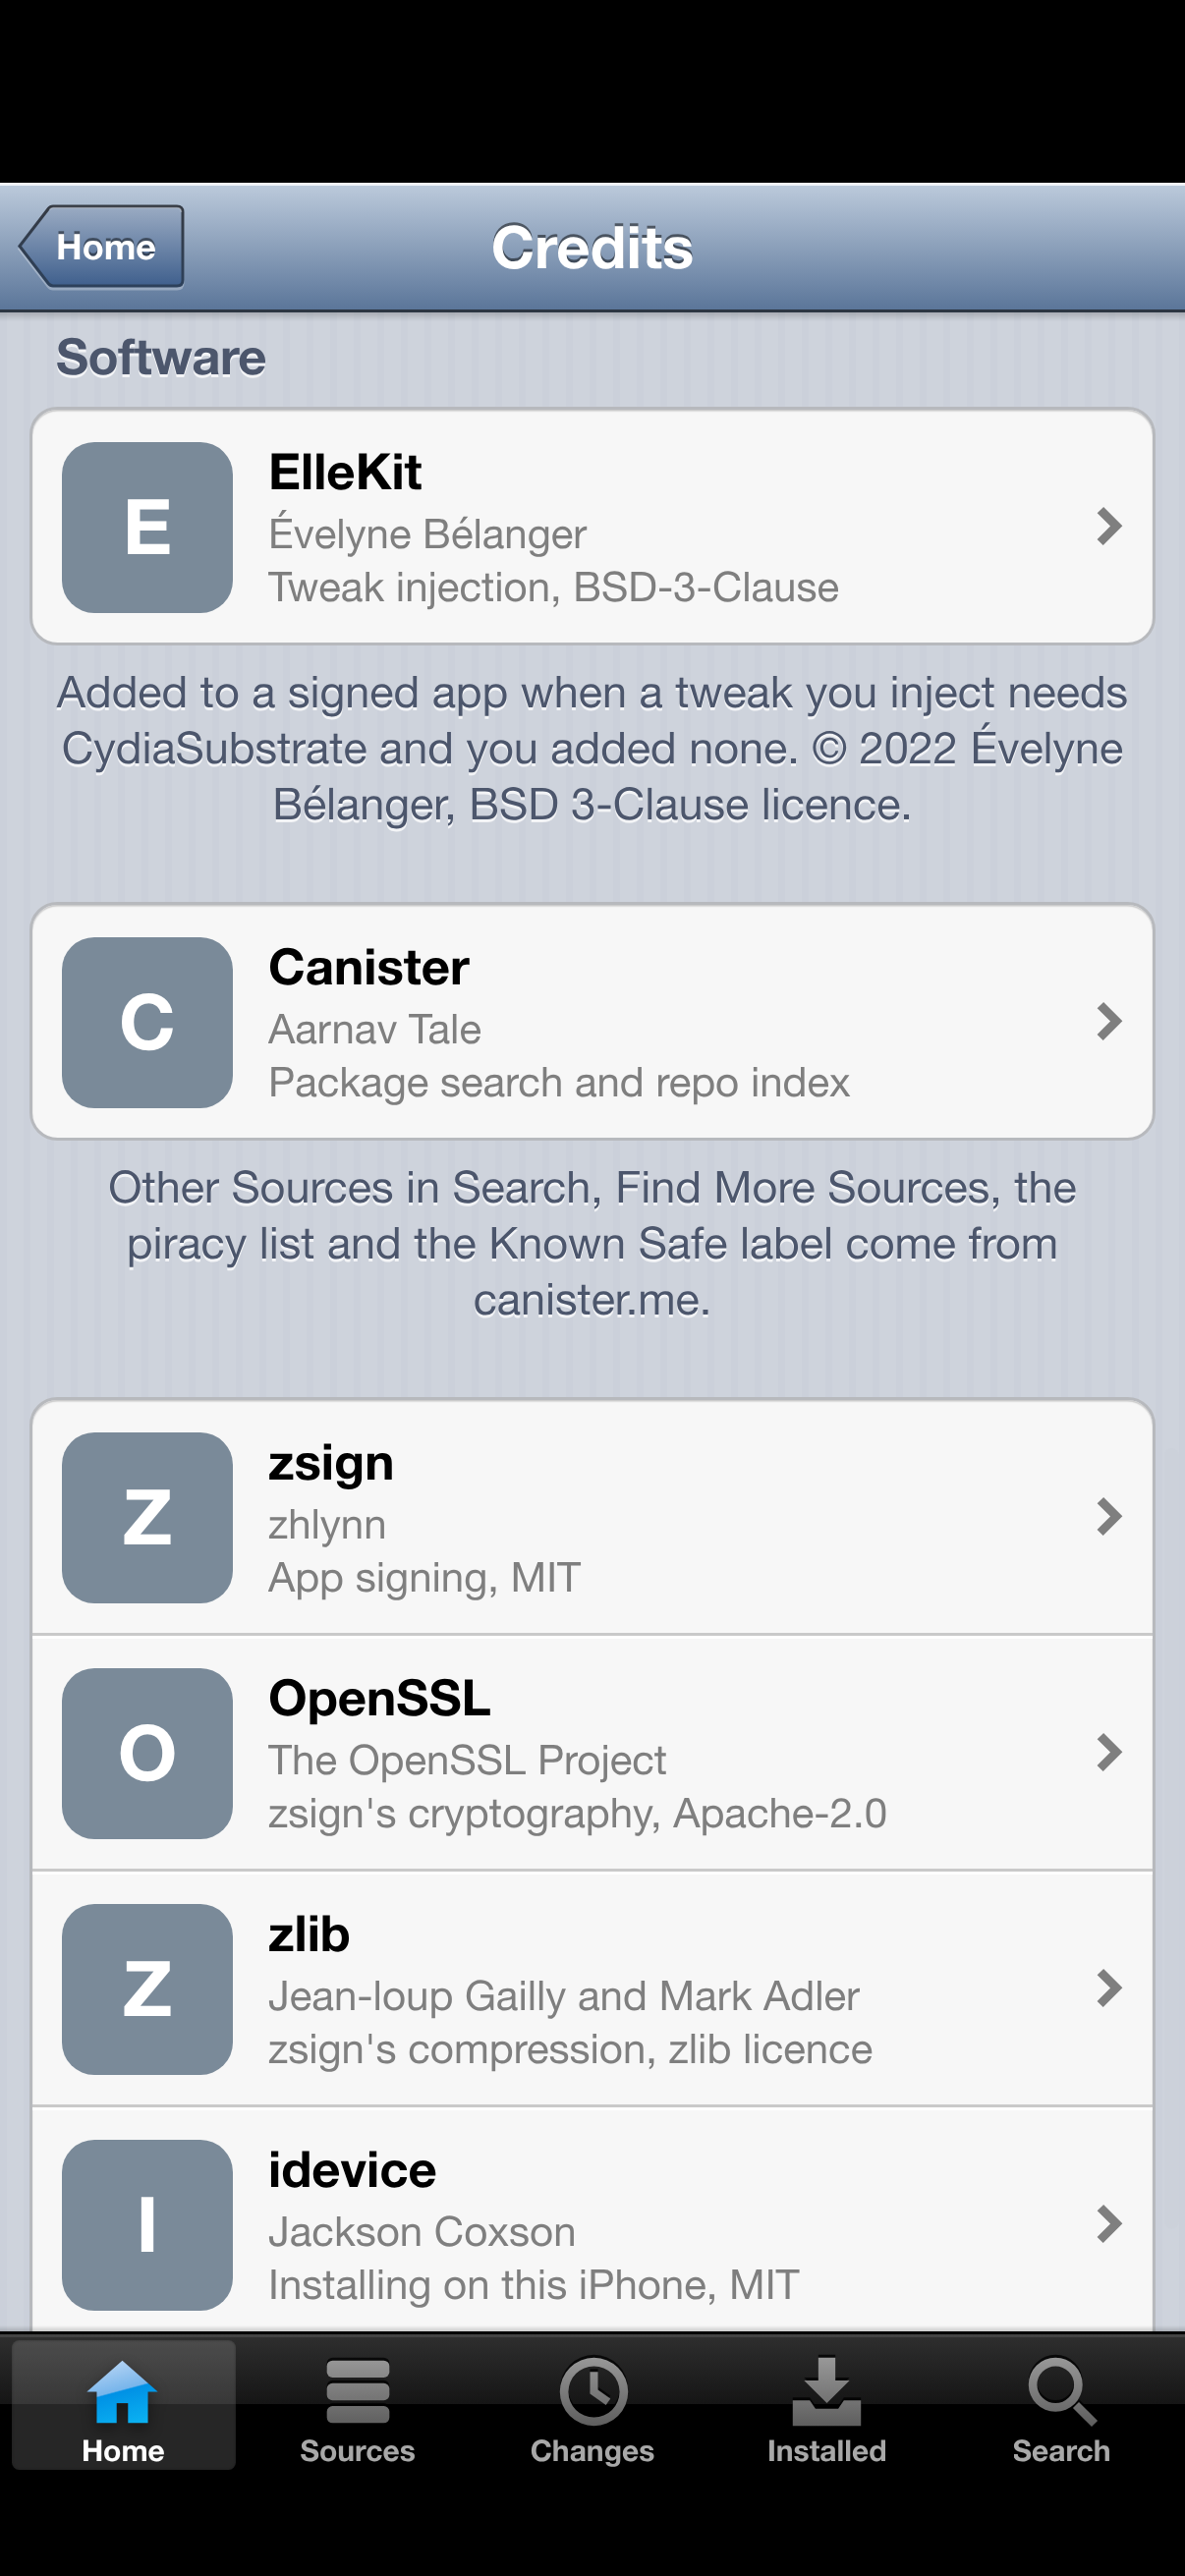 Home
Credits
Software
E
ElleKit
Évelyne Bélanger
Tweak injection, BSD-3-Clause
Added to a signed app when a tweak you inject needs
CydiaSubstrate and you added none. © 2022 Évelyne
Bélanger, BSD 3-Clause licence.
C
Canister
Aarnav Tale
Package search and repo index
Other Sources in Search, Find More Sources, the
piracy list and the Known Safe label come from
canister.me.
Z
zsign
zhlynn
App signing, MIT
O
OpenSSL
The OpenSSL Project
zsign's cryptography, Apache-2.0
Z
zlib
Jean-loup Gailly and Mark Adler
zsign's compression, zlib licence
I
idevice
Jackson Coxson
Installing on this iPhone, MIT
Home
Sources
Changes
Installed
Search